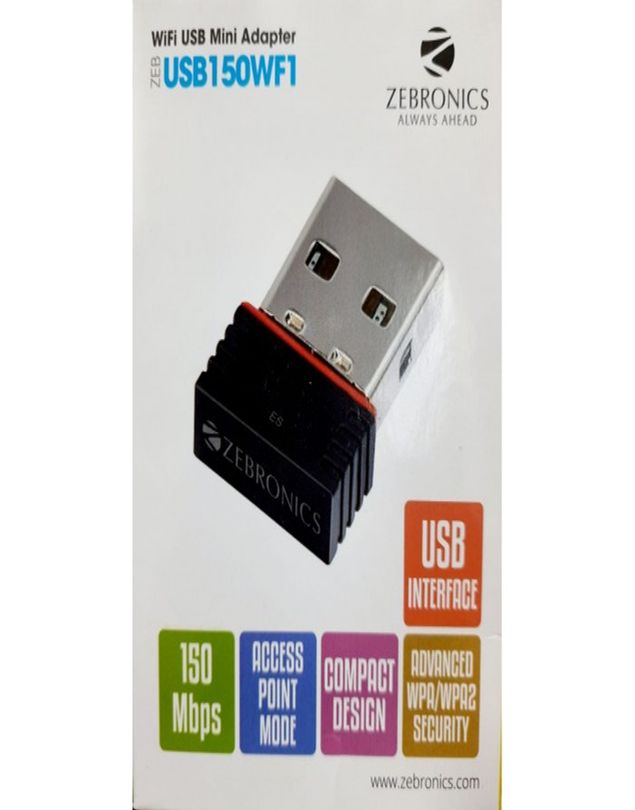 WiFi USB Mini Adapter
ZEB USB150WF1
ZEBRONICS
ALWAYS AHEAD
ES
ZEBRONICS
USB
INTERFACE
150
Mbps
ACCESS
POINT
MODE
COMPACT
DESIGN
ADVANCED
WPA/WPA2
SECURITY
www.zebronics.com